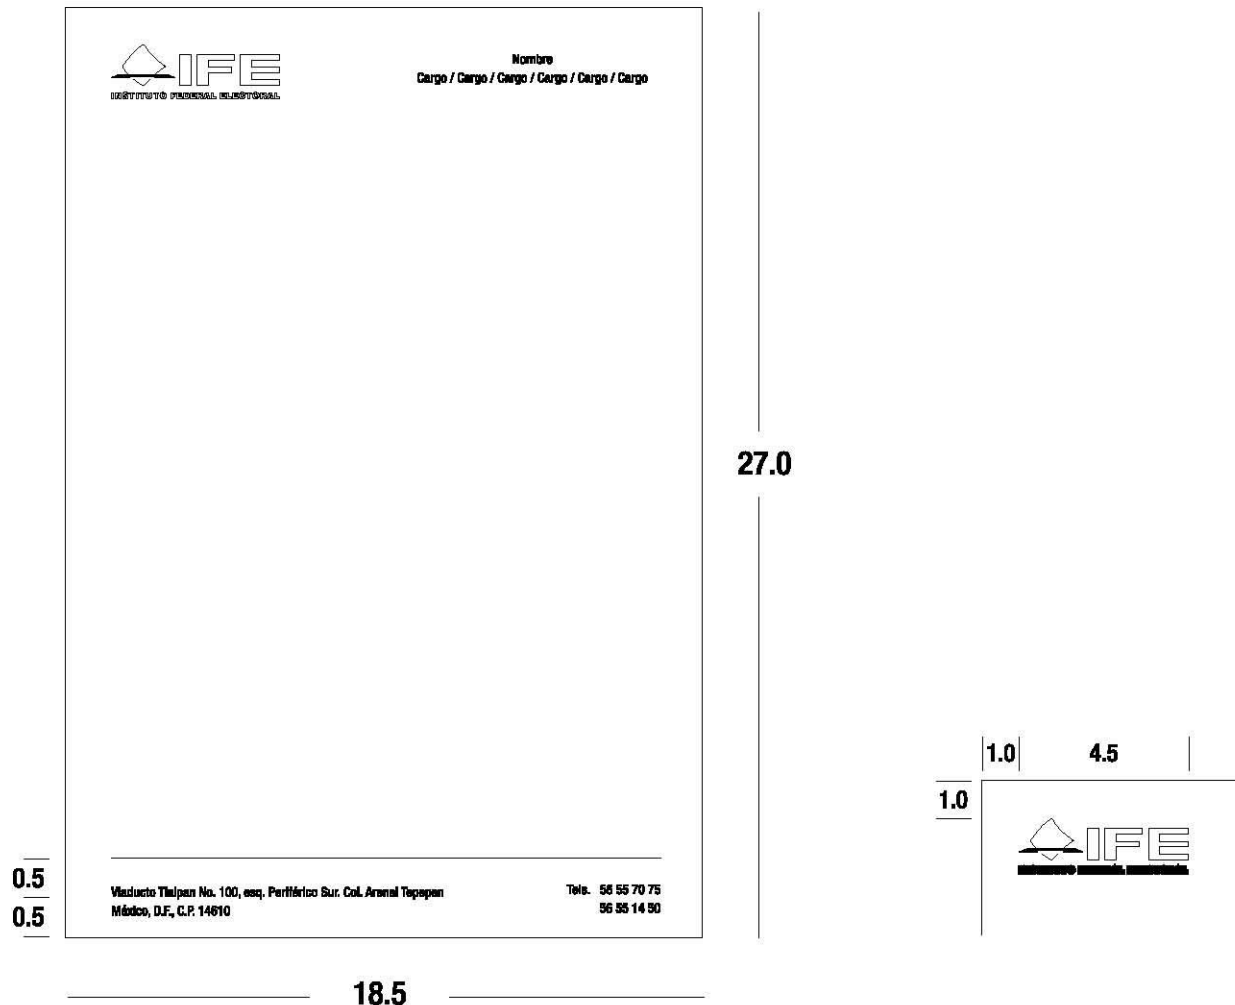 IFE
INSTITUTO FEDERAL ELECTORAL
Nombre
Cargo / Cargo / Cargo / Cargo / Cargo / Cargo
27.0
1.0 4.5
1.0
IFE
0.5
0.5
Viaducto Tlalpan No. 100, esq. Periférico Sur. Col. Arenal Tepepan
México, D.F., C.P. 14610
Tels. 56 55 70 75
56 55 14 50
18.5